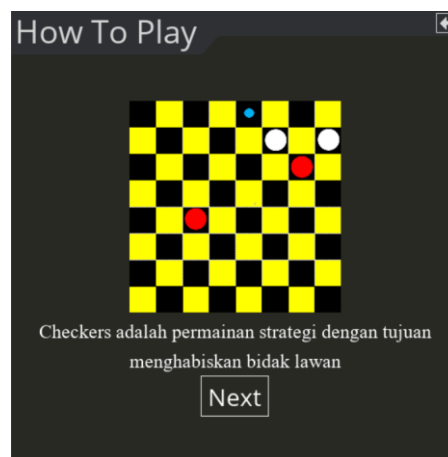 How To Play
Checkers adalah permainan strategi dengan tujuan
menghabiskan bidak lawan
Next